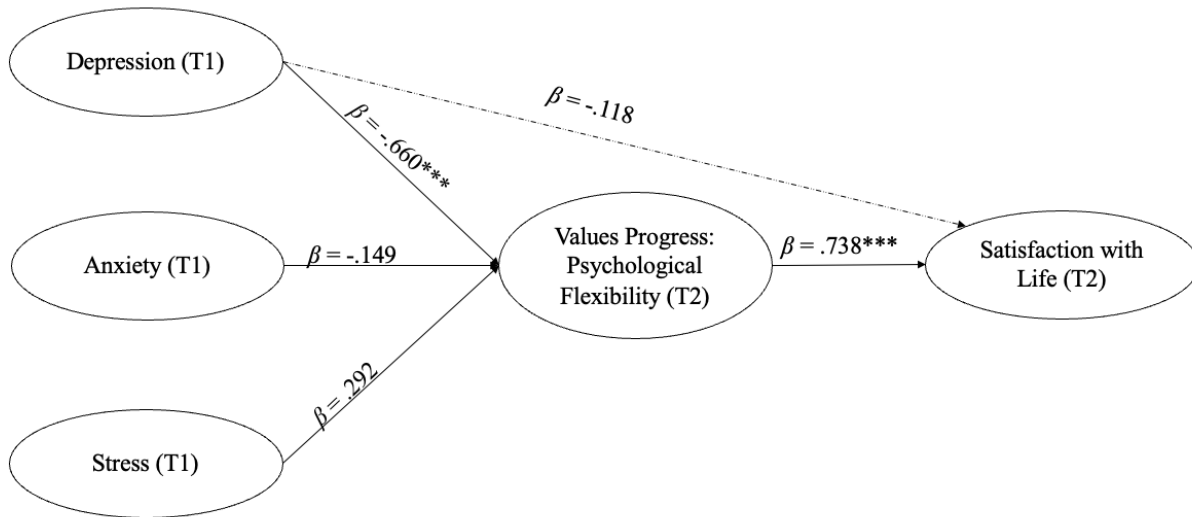 Depression (T1)
β = -.118
β = -.660***
Anxiety (T1)
β = -.149
Values Progress:
Psychological
Flexibility (T2)
β = .738***
Satisfaction with
Life (T2)
β = .292
Stress (T1)